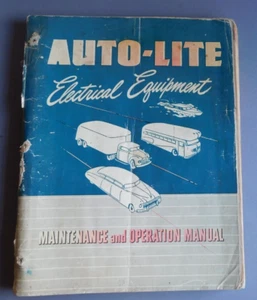 AUTO-LITE
Electrical Equipment
MAINTENANCE and OPERATION MANUAL